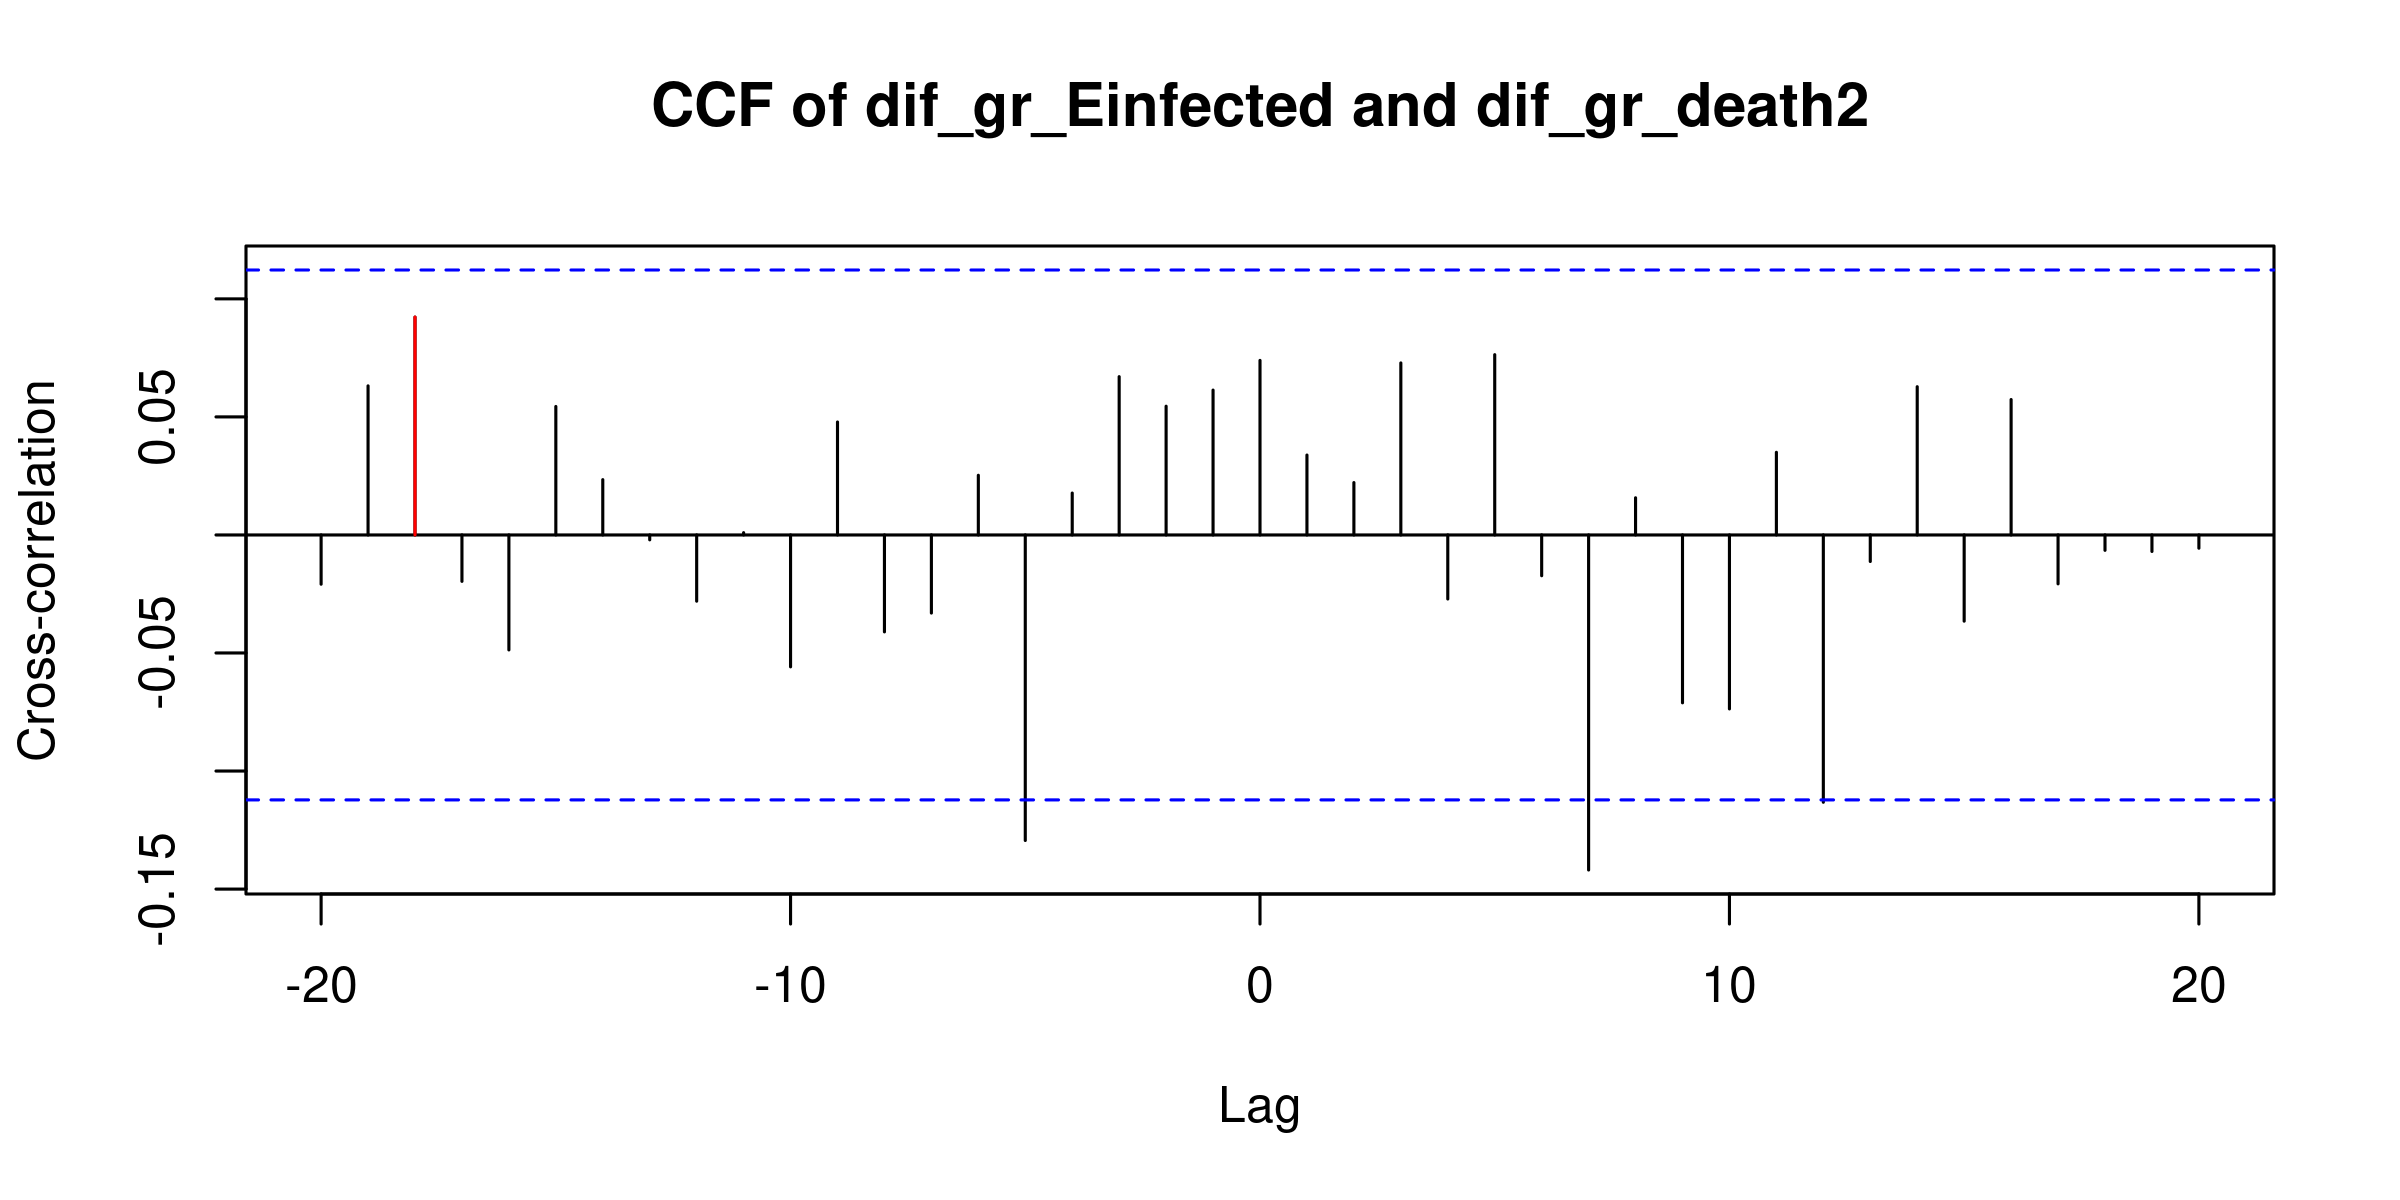 CCF of dif_gr_Einfected and dif_gr_death2
Cross-correlation
0.05
-0.05
-0.15
-20
-10
0
10
20
Lag